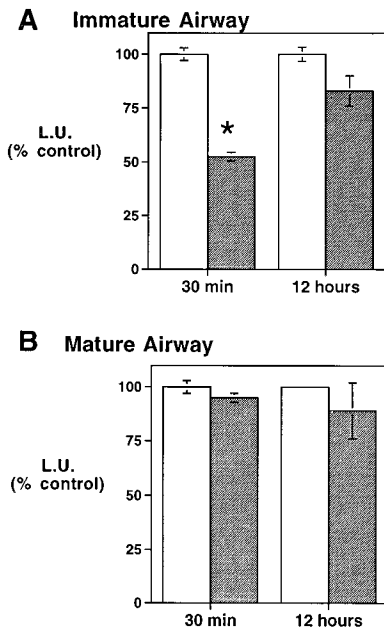 A Immature Airway
100
75
L.U.
(% control)
50
25
0
*
30 min 12 hours
B Mature Airway
100
75
L.U.
(% control)
50
25
0
30 min 12 hours